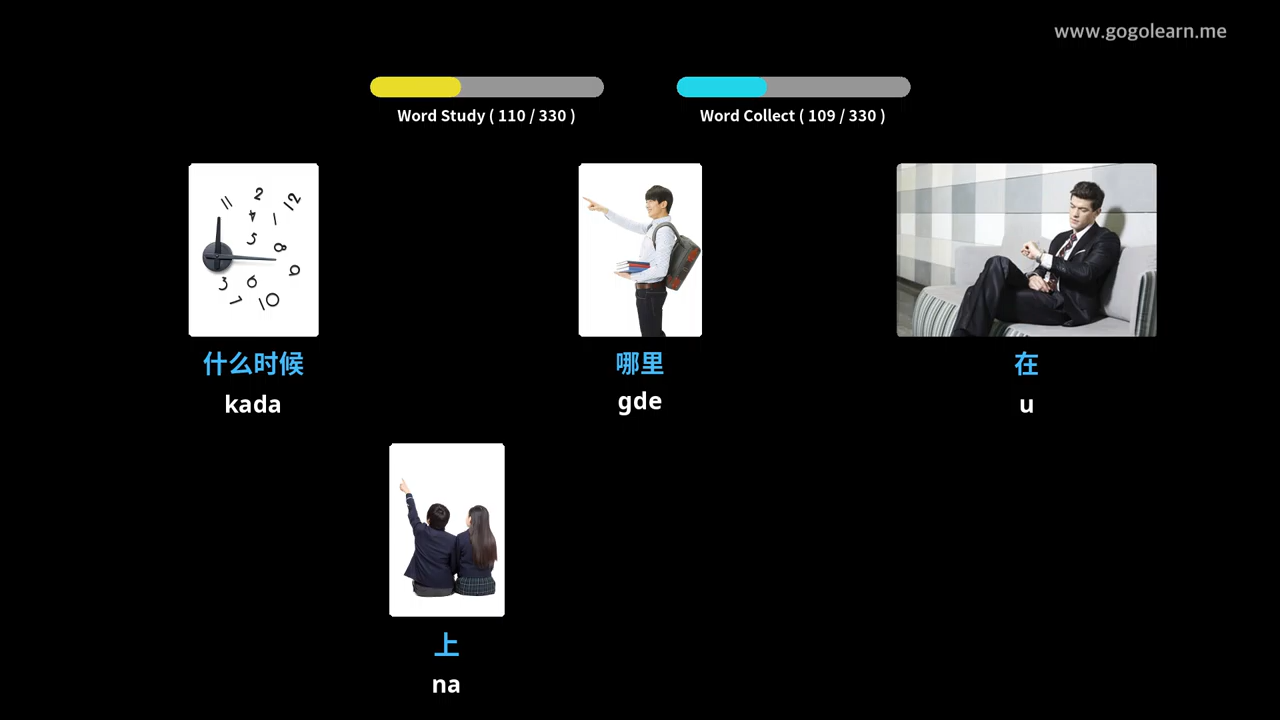 www.gogolearn.me
Word Study ( 110 / 330 )
Word Collect ( 109 / 330 )
什么时候
kada
哪里
gde
在
u
上
na